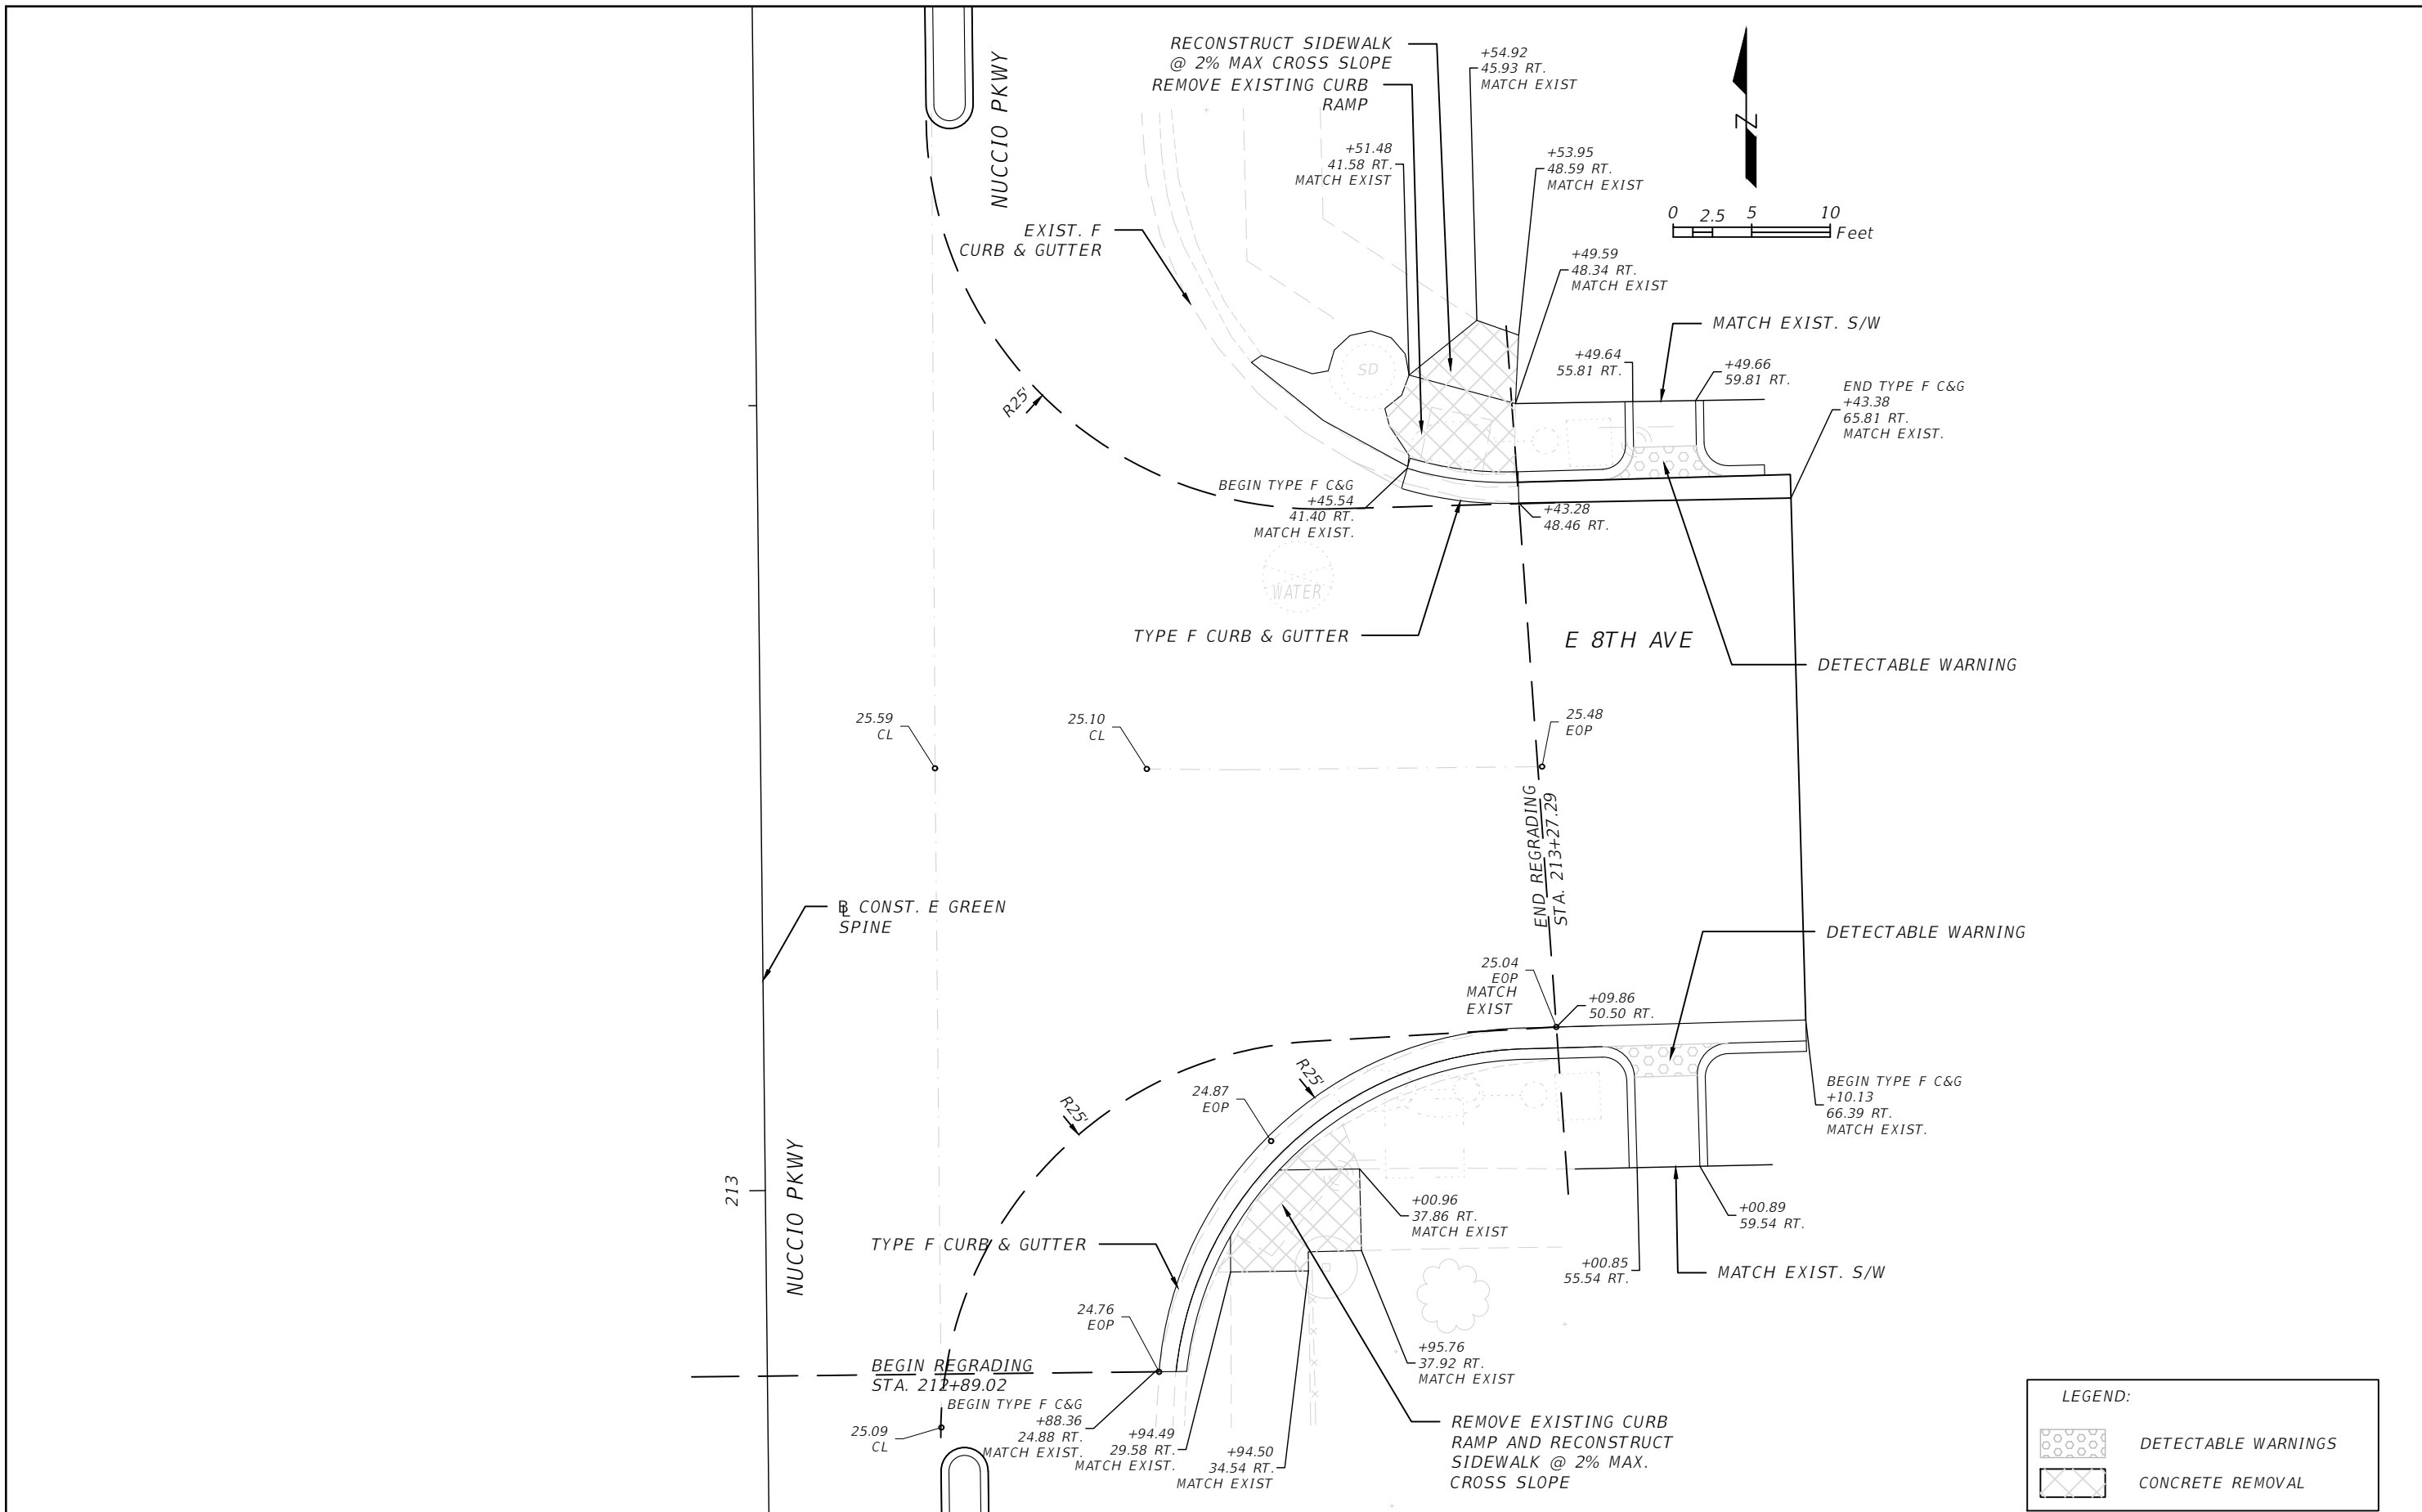 NUCCIO PKWY
RECONSTRUCT SIDEWALK
@ 2% MAX CROSS SLOPE
REMOVE EXISTING CURB
RAMP
+54.92
45.93 RT.
MATCH EXIST
+51.48
41.58 RT.
MATCH EXIST
+53.95
48.59 RT.
MATCH EXIST
N
0 2.5 5 10
Feet
EXIST. F
CURB & GUTTER
+49.59
48.34 RT.
MATCH EXIST
MATCH EXIST. S/W
+49.64
55.81 RT.
+49.66
59.81 RT.
END TYPE F C&G
+43.38
65.81 RT.
MATCH EXIST.
SD
R25'
BEGIN TYPE F C&G
+45.54
41.40 RT.
MATCH EXIST.
+43.28
48.46 RT.
WATER
TYPE F CURB & GUTTER
E 8TH AVE
DETECTABLE WARNING
25.59
CL
25.10
CL
25.48
EOP
END REGRADING
STA. 213+27.29
BL CONST. E GREEN
SPINE
DETECTABLE WARNING
25.04
EOP
MATCH
EXIST
+09.86
50.50 RT.
R25'
R25'
24.87
EOP
BEGIN TYPE F C&G
+10.13
66.39 RT.
MATCH EXIST.
213
NUCCIO PKWY
+00.96
37.86 RT.
MATCH EXIST
+00.89
59.54 RT.
TYPE F CURB & GUTTER
+00.85
55.54 RT.
MATCH EXIST. S/W
24.76
EOP
+95.76
37.92 RT.
MATCH EXIST
BEGIN REGRADING
STA. 212+89.02
BEGIN TYPE F C&G
+88.36
24.88 RT.
MATCH EXIST.
25.09
CL
+94.49
29.58 RT.
MATCH EXIST.
+94.50
34.54 RT.
MATCH EXIST
REMOVE EXISTING CURB
RAMP AND RECONSTRUCT
SIDEWALK @ 2% MAX.
CROSS SLOPE
LEGEND:
DETECTABLE WARNINGS
CONCRETE REMOVAL